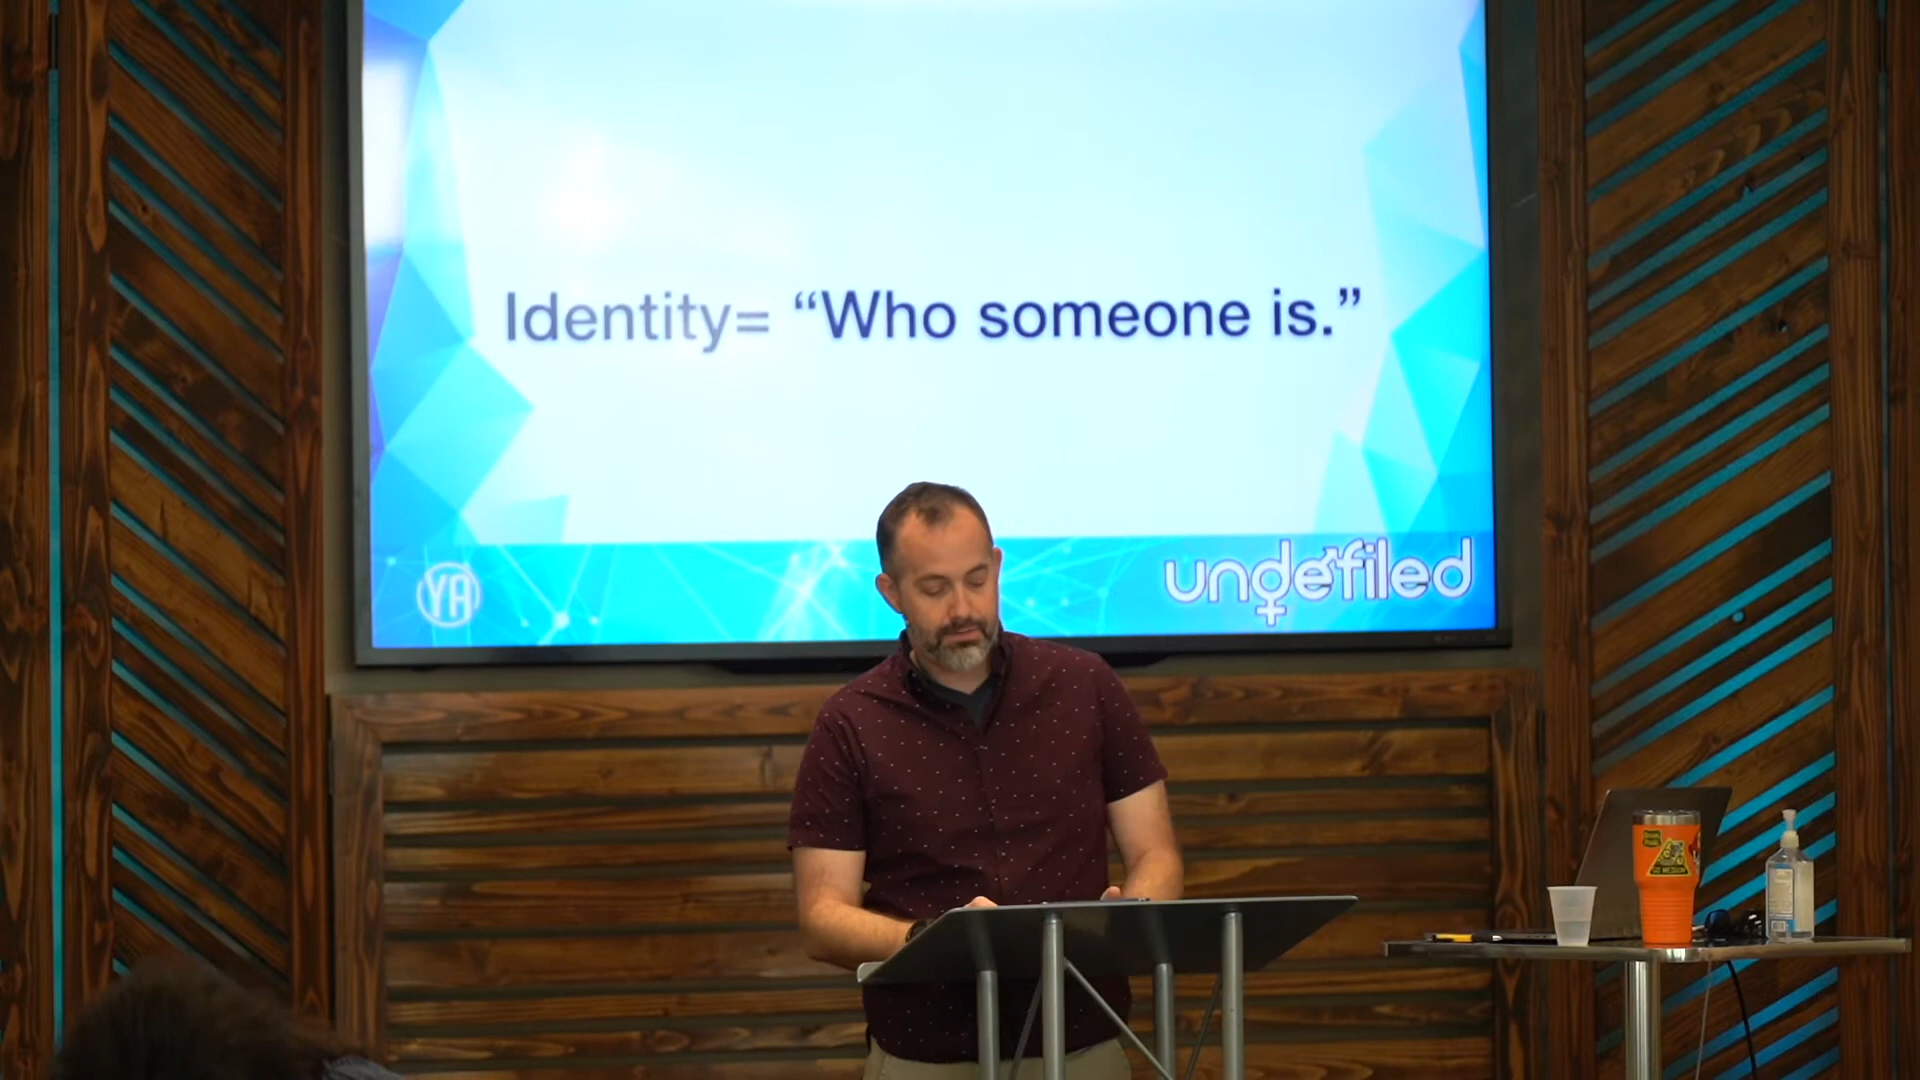 Identity= “Who someone is.”
YA
undefiled